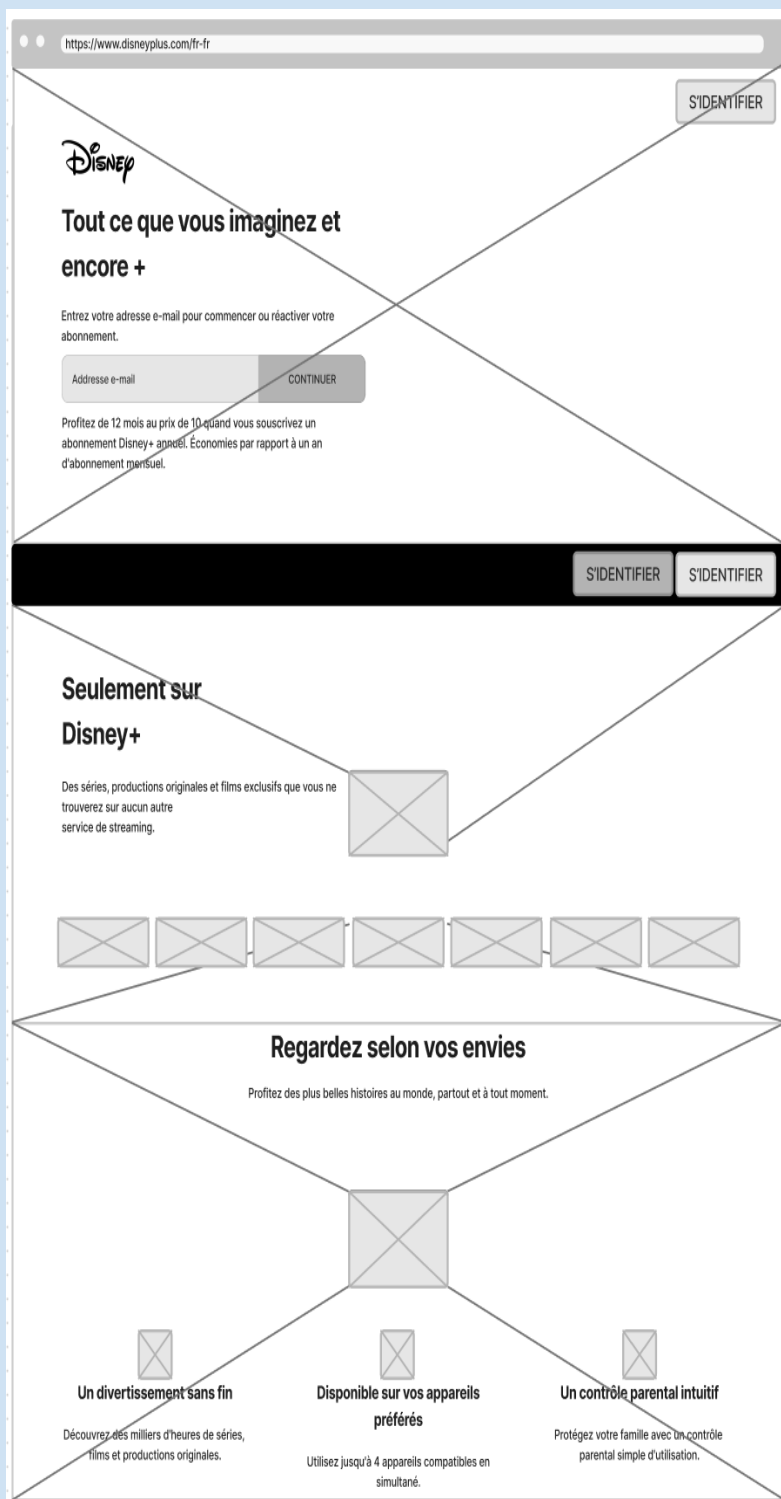 https://www.disneyplus.com/fr-fr
S'IDENTIFIER
Disney
Tout ce que vous imaginez et
encore +
Entrez votre adresse e-mail pour commencer ou réactiver votre
abonnement.
Addresse e-mail
CONTINUER
Profitez de 12 mois au prix de 10 quand vous souscrivez un
abonnement Disney+ annuel. Économies par rapport à un an
d'abonnement mensuel.
S'IDENTIFIER
S'IDENTIFIER
Seulement sur
Disney+
Des séries, productions originales et films exclusifs que vous ne
trouverez sur aucun autre
service de streaming.
Regardez selon vos envies
Profitez des plus belles histoires au monde, partout et à tout moment.
Un divertissement sans fin
Découvrez des milliers d'heures de séries,
films et productions originales.
Disponible sur vos appareils
préférés
Utilisez jusqu'à 4 appareils compatibles en
simultané.
Un contrôle parental intuitif
Protégez votre famille avec un contrôle
parental simple d'utilisation.